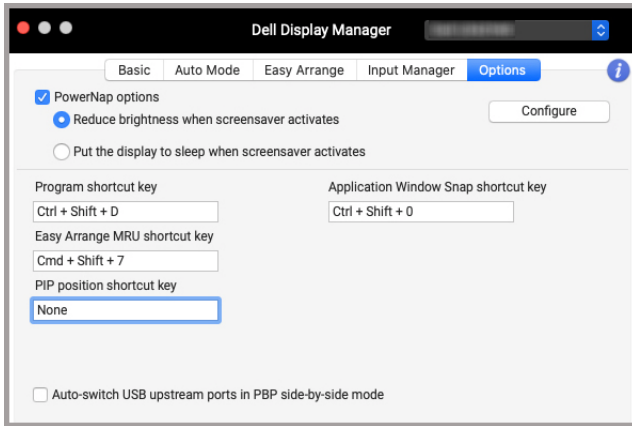 Dell Display Manager
Basic
Auto Mode
Easy Arrange
Input Manager
Options
i
PowerNap options
Configure
Reduce brightness when screensaver activates
Put the display to sleep when screensaver activates
Program shortcut key
Application Window Snap shortcut key
Ctrl + Shift + D
Ctrl + Shift + 0
Easy Arrange MRU shortcut key
Cmd + Shift + 7
PIP position shortcut key
None
Auto-switch USB upstream ports in PBP side-by-side mode